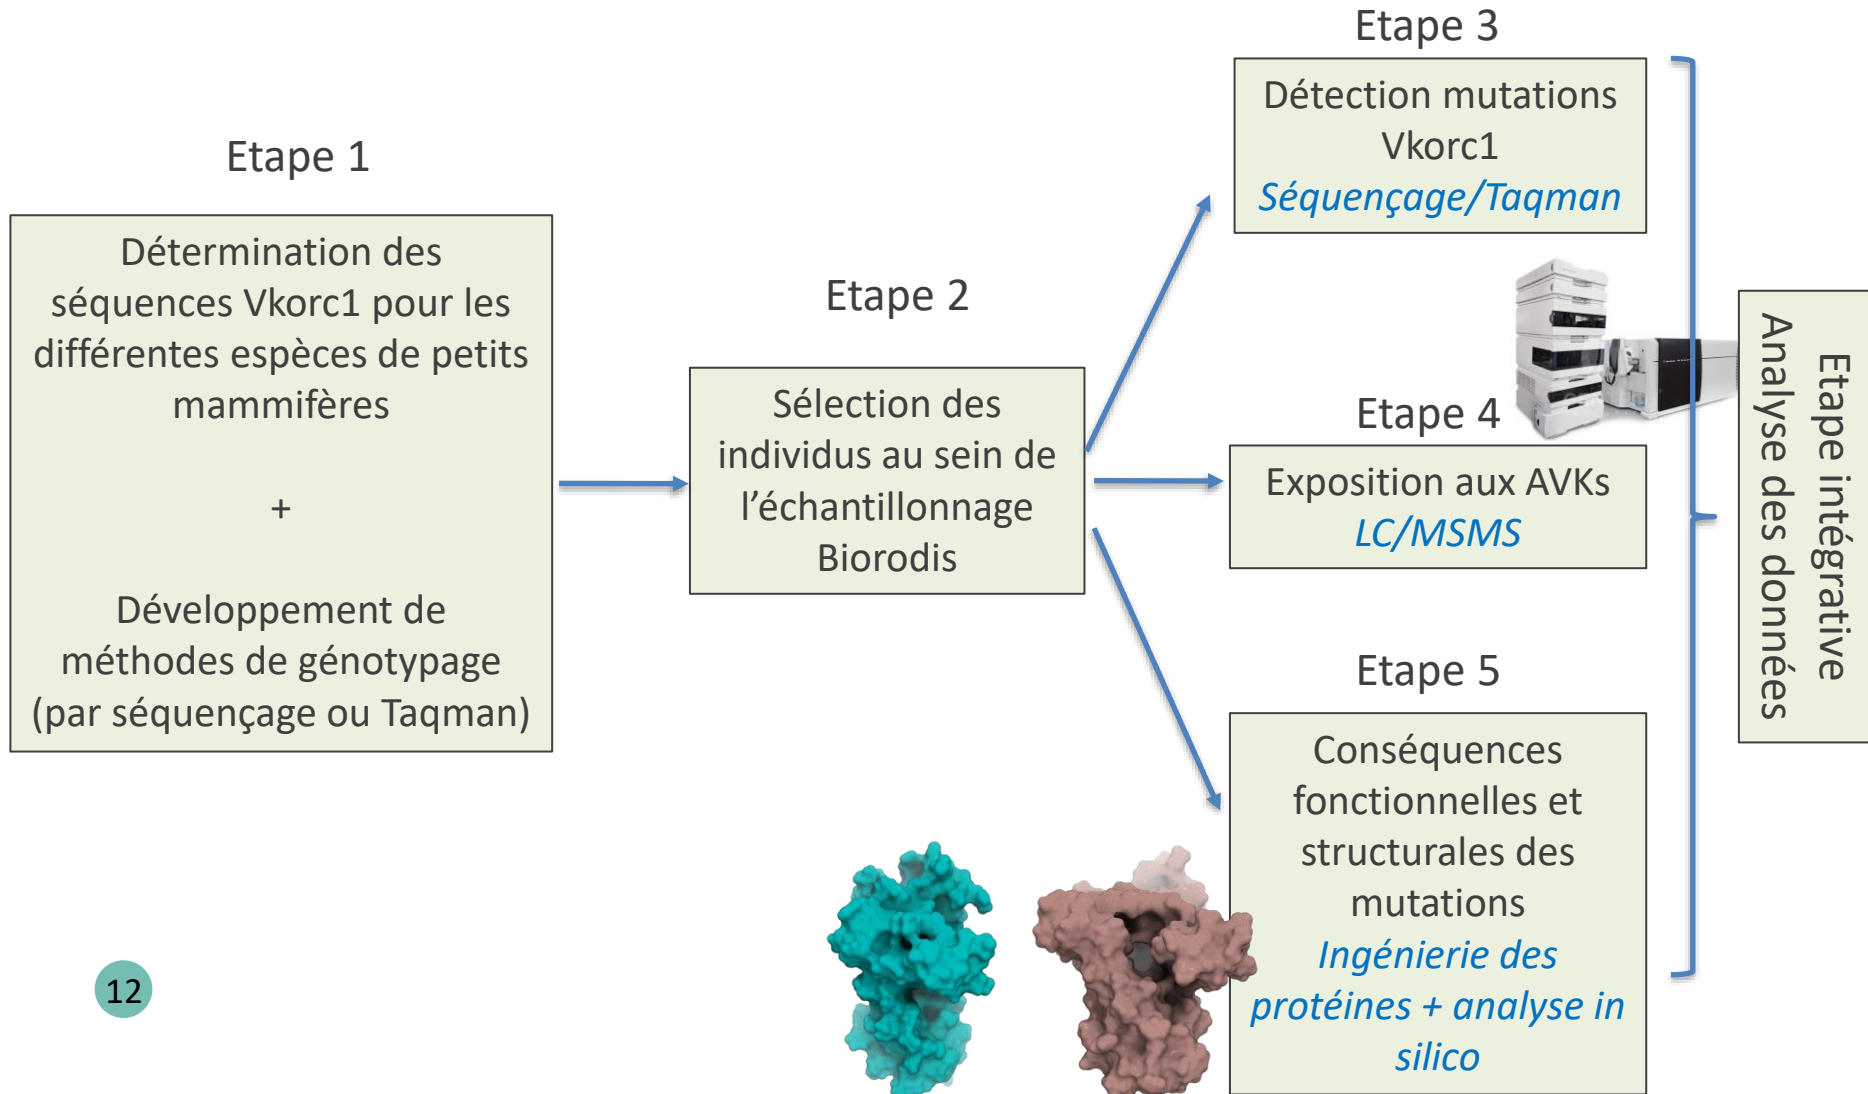 Etape 1
Détermination des
séquences Vkorc1 pour les
différentes espèces de petits
mammifères
+
Développement de
méthodes de génotypage
(par séquençage ou Taqman)
Etape 2
Sélection des
individus au sein de
l'échantillonnage
Biorodis
Etape 3
Détection mutations
Vkorc1
Séquençage/Taqman
Etape 4
Exposition aux AVKs
LC/MSMS
Etape 5
Conséquences
fonctionnelles et
structurales des
mutations
Ingénierie des
protéines + analyse in
silico
Etape intégrative
Analyse des données
12